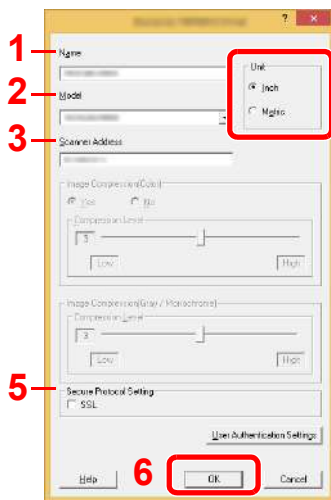 ?
1
Name
Unit
Inch
2
Model
Metric
3
Scanner Address
Image Compression(Color)
Yes No
Compression Level
3
Low High
Image Compression(Gray / Monochrome)
Compression Level
3
Low High
5
Secure Protocol Setting
SSL
User Authentication Settings
6
Help OK Cancel